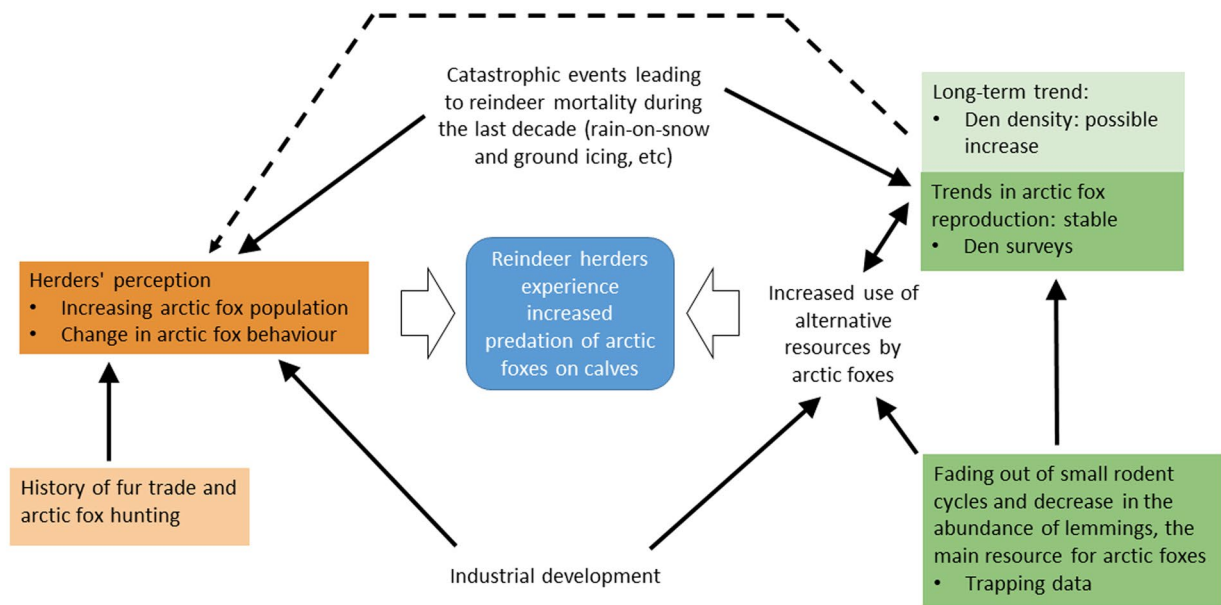 Catastrophic events leading
to reindeer mortality during
the last decade (rain-on-snow
and ground icing, etc)
Long-term trend:
• Den density: possible
increase
Trends in arctic fox
reproduction: stable
• Den surveys
Herders' perception
• Increasing arctic fox population
• Change in arctic fox behaviour
Reindeer herders
experience
increased
predation of arctic
foxes on calves
Increased use of
alternative
resources by
arctic foxes
History of fur trade and
arctic fox hunting
Industrial development
Fading out of small rodent
cycles and decrease in the
abundance of lemmings, the
main resource for arctic foxes
• Trapping data